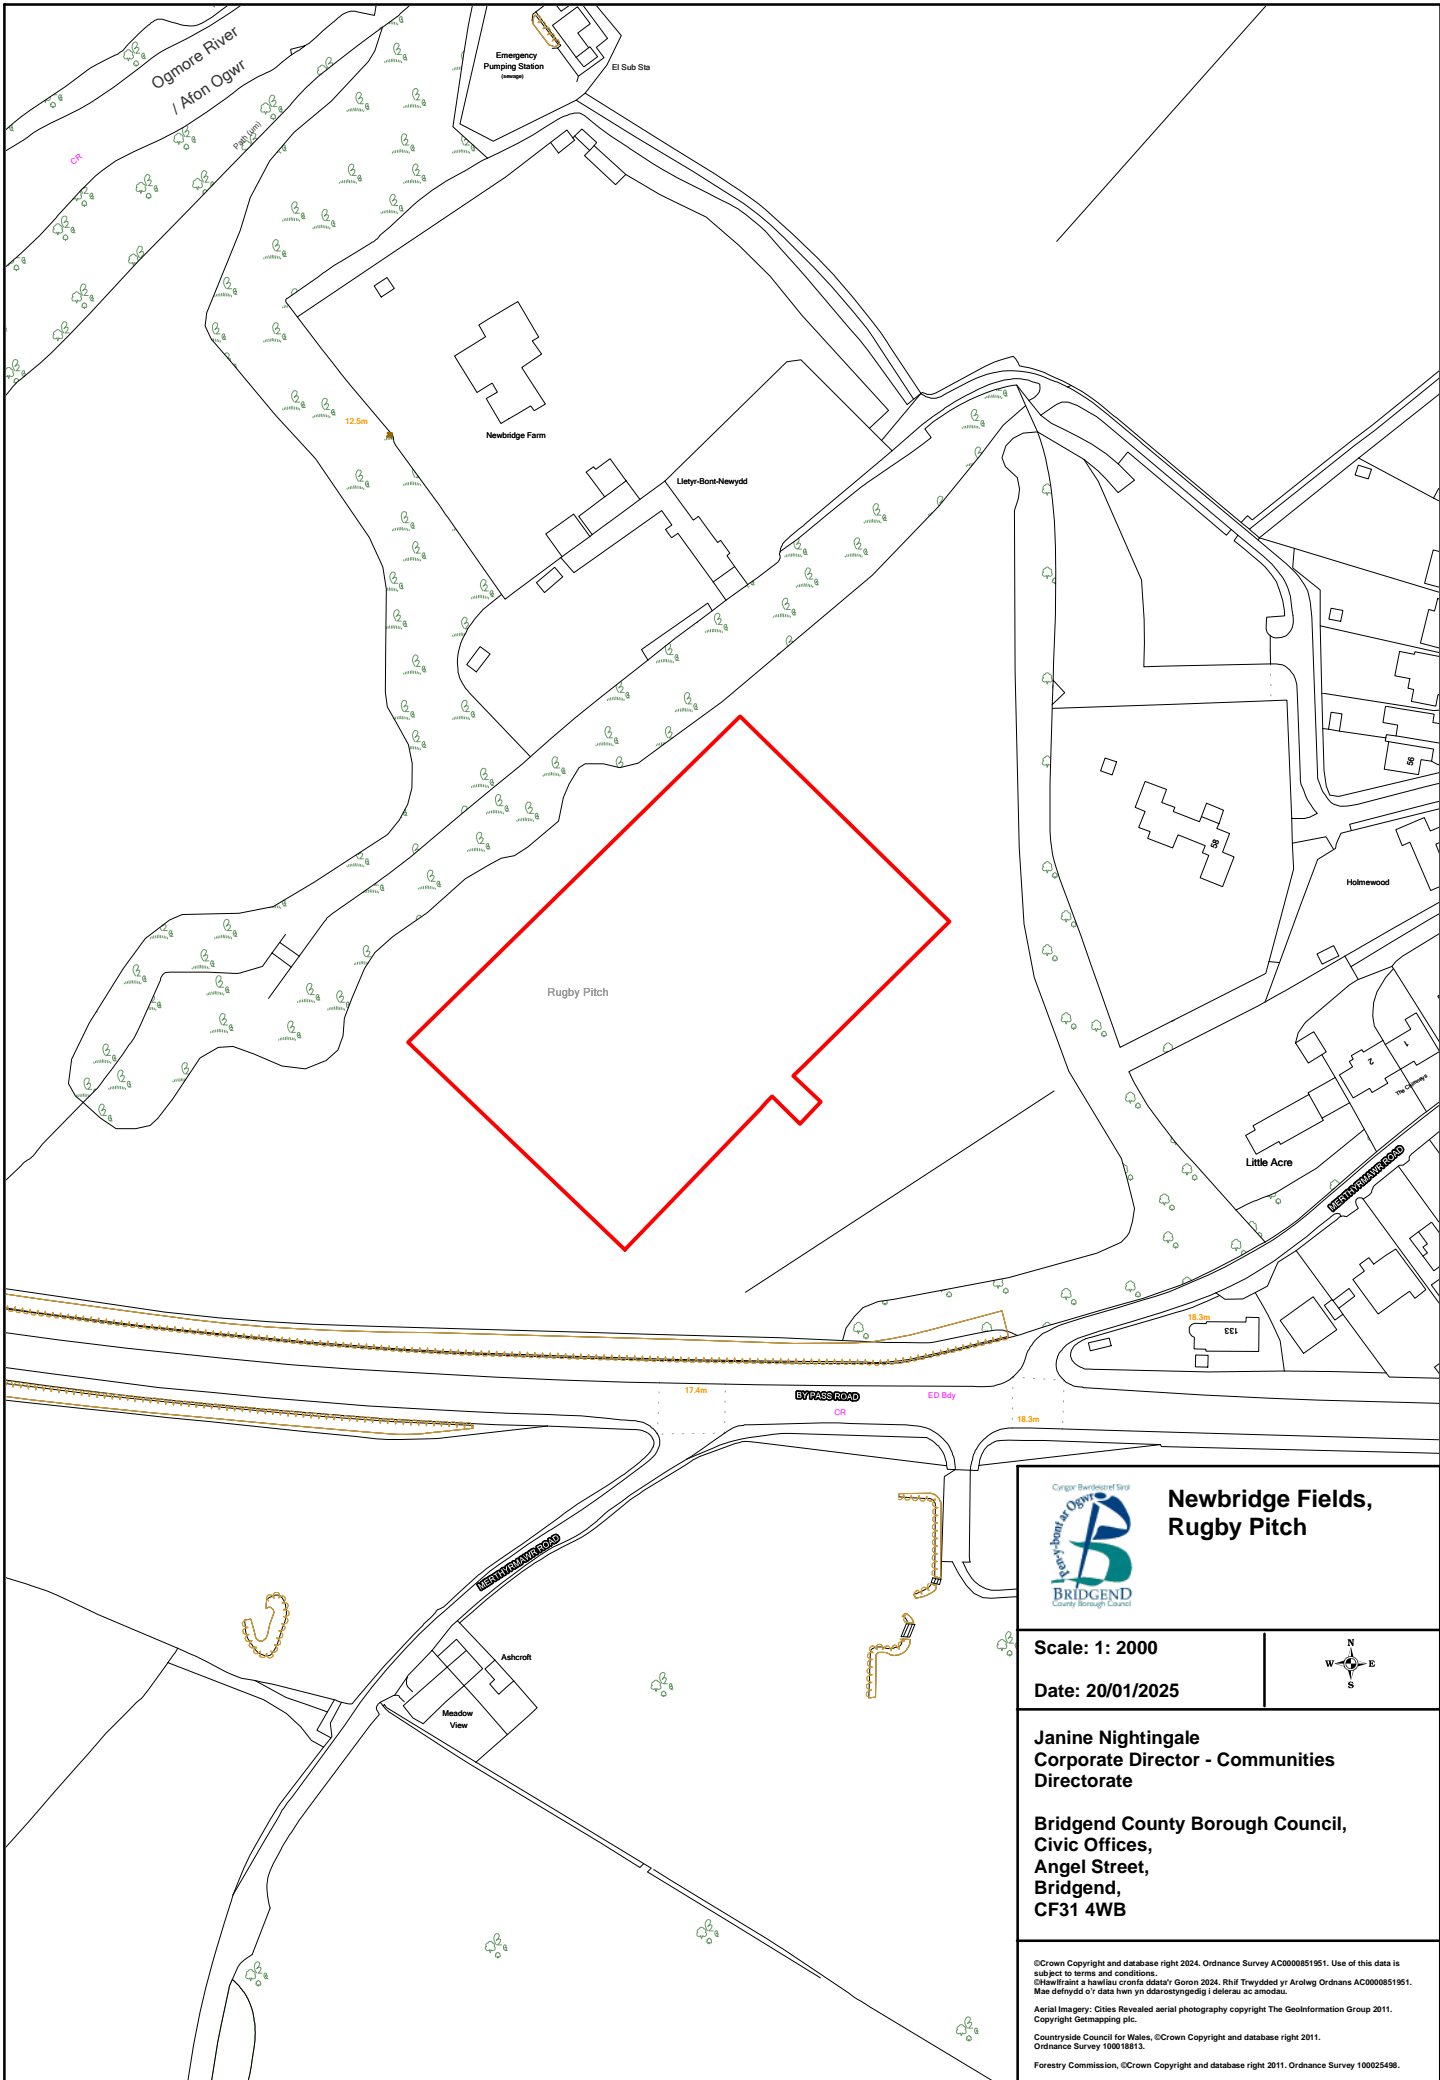 Ogmore River
/ Afon Ogwr
Path (um)
CR
Emergency
Pumping Station
(sewage)
El Sub Sta
12.5m
Newbridge Farm
Lletyr-Bont-Newydd
56
58
Holmewood
Rugby Pitch
1
2
The Chimneys
Little Acre
MERTHYRMAWR ROAD
18.3m
133
17.4m
BY PASS ROAD
ED Bdy
CR
18.3m
MERTHYRMAWR ROAD
Ashcroft
Meadow
View
Cyngor Bwrdeistref Sirol
Pen-y-bont ar Ogwr
BRIDGEND
County Borough Council
Newbridge Fields,
Rugby Pitch
Scale: 1: 2000
Date: 20/01/2025
N
W E
S
Janine Nightingale
Corporate Director - Communities
Directorate
Bridgend County Borough Council,
Civic Offices,
Angel Street,
Bridgend,
CF31 4WB
©Crown Copyright and database right 2024. Ordnance Survey AC0000851951. Use of this data is
subject to terms and conditions.
©Hawlfraint a hawliau cronfa ddata'r Goron 2024. Rhif Trwydded yr Arolwg Ordnans AC0000851951.
Mae defnydd o'r data hwn yn ddarostyngedig i delerau ac amodau.
Aerial Imagery: Cities Revealed aerial photography copyright The GeoInformation Group 2011.
Copyright Getmapping plc.
Countryside Council for Wales, ©Crown Copyright and database right 2011.
Ordnance Survey 100018813.
Forestry Commission, ©Crown Copyright and database right 2011. Ordnance Survey 100025498.